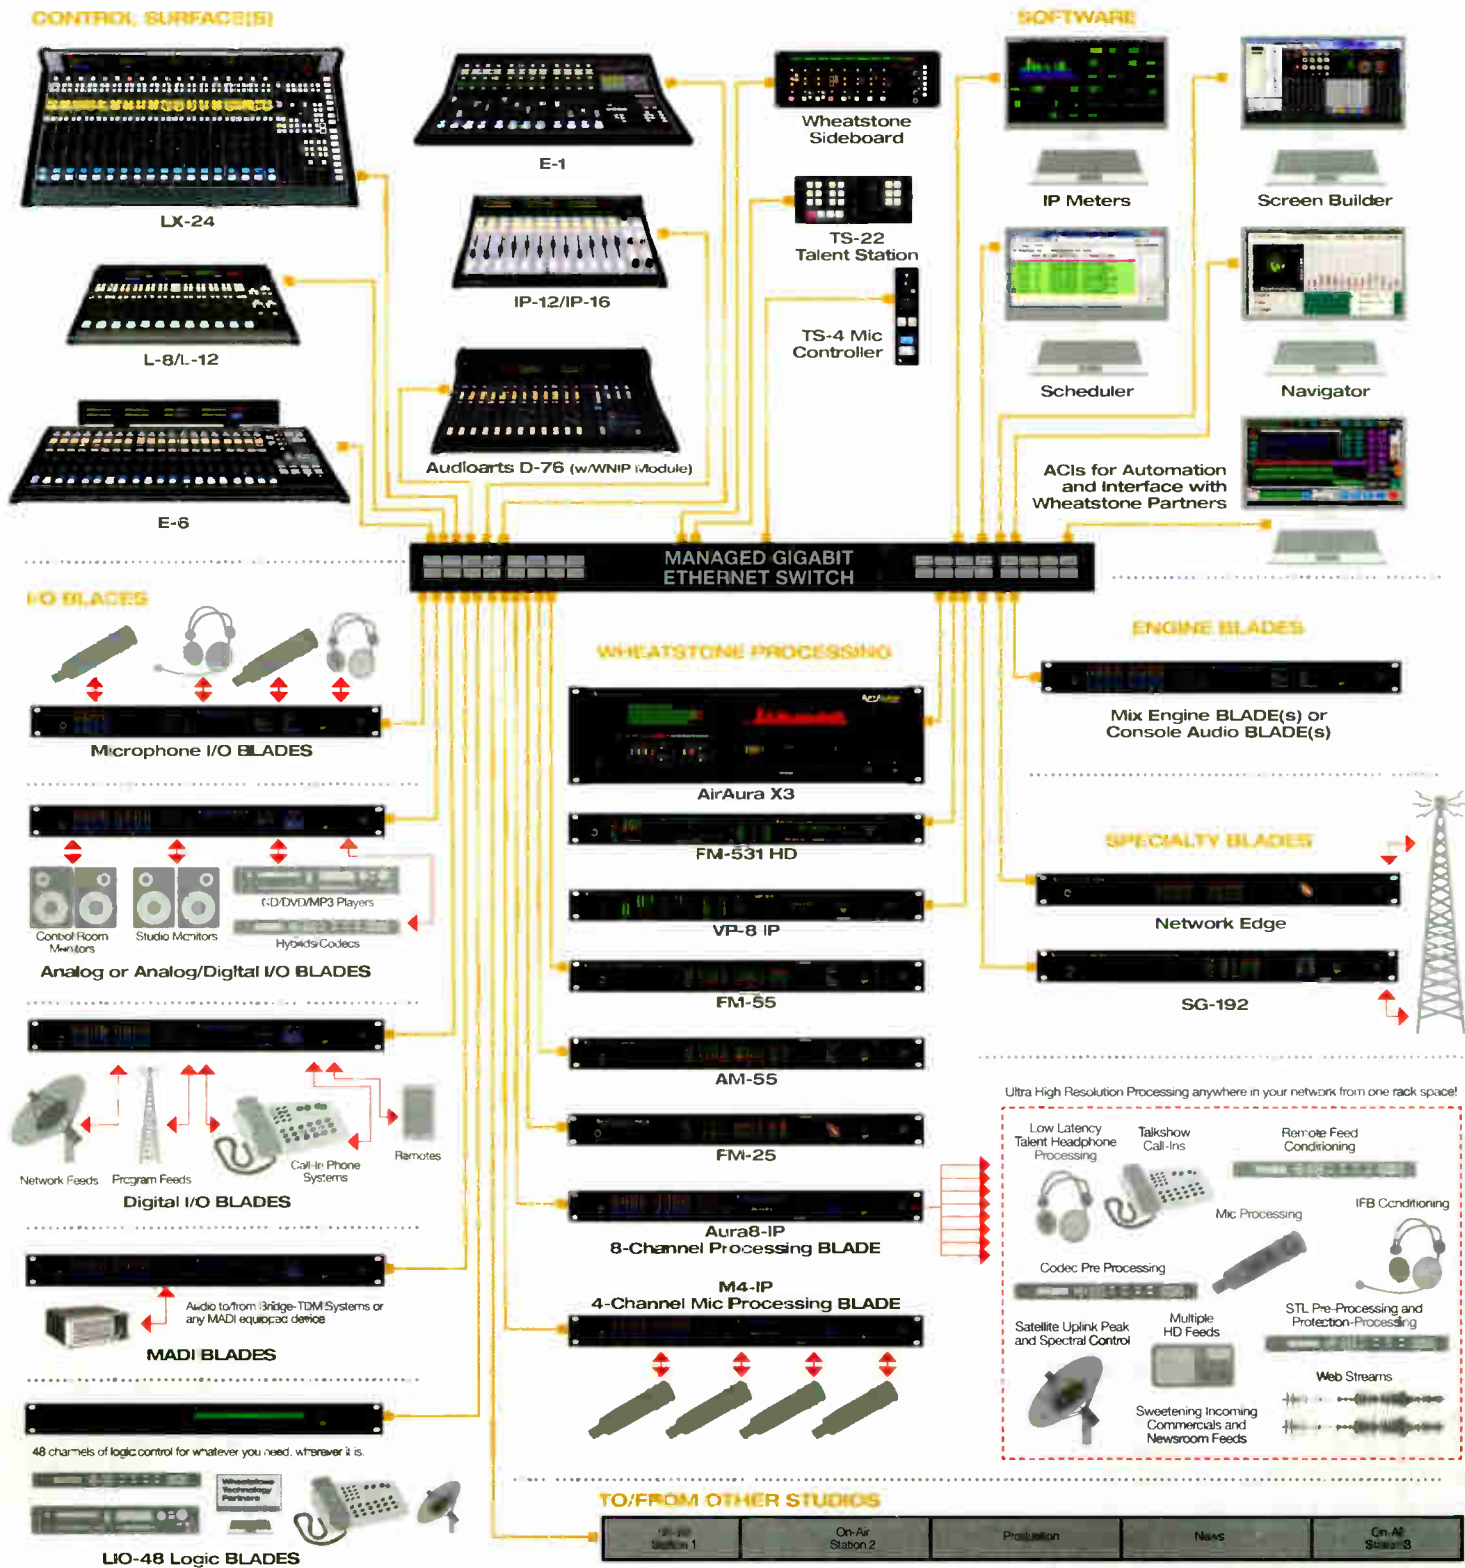 CONTROL SURFACE(S)
LX-24
L-8/L-12
E-6
E-1
IP-12/IP-16
Audioarts D-76 (w/WNIP Module)
Wheatstone
Sideboard
TS-22
Talent Station
TS-4 Mic
Controller
SOFTWARE
IP Meters
Screen Builder
Scheduler
Navigator
ACIs for Automation
and Interface with
Wheatstone Partners
MANAGED GIGABIT
ETHERNET SWITCH
I/O BLADES
Microphone I/O BLADES
Control Room
Monitors
Studio Monitors
CD/DVD/MP3 Players
Hybrids/Codecs
Analog or Analog/Digital I/O BLADES
Network Feeds
Program Feeds
Call-In Phone
Systems
Remotes
Digital I/O BLADES
Audio to/from Bridge-TDM Systems or
any MADI equipped device
MADI BLADES
48 channels of logic control for whatever you need, wherever it is.
Wheatstone
Technology
Partners
LIO-48 Logic BLADES
WHEATSTONE PROCESSING
AirAura X3
FM-531 HD
VP-8 IP
FM-55
AM-55
FM-25
Aura8-IP
8-Channel Processing BLADE
M4-IP
4-Channel Mic Processing BLADE
ENGINE BLADES
Mix Engine BLADE(s) or
Console Audio BLADE(s)
SPECIALTY BLADES
Network Edge
SG-192
Ultra High Resolution Processing anywhere in your network from one rack space!
Low Latency
Talent Headphone
Processing
Talkshow
Call-Ins
Remote Feed
Conditioning
Mic Processing
IFB Conditioning
Codec Pre Processing
Satellite Uplink Peak
and Spectral Control
Multiple
HD Feeds
STL Pre-Processing and
Protection-Processing
Web Streams
Sweetening Incoming
Commercials and
Newsroom Feeds
TO/FROM OTHER STUDIOS
On-Air
Station 1
On-Air
Station 2
Production
News
On-Air
Station 3